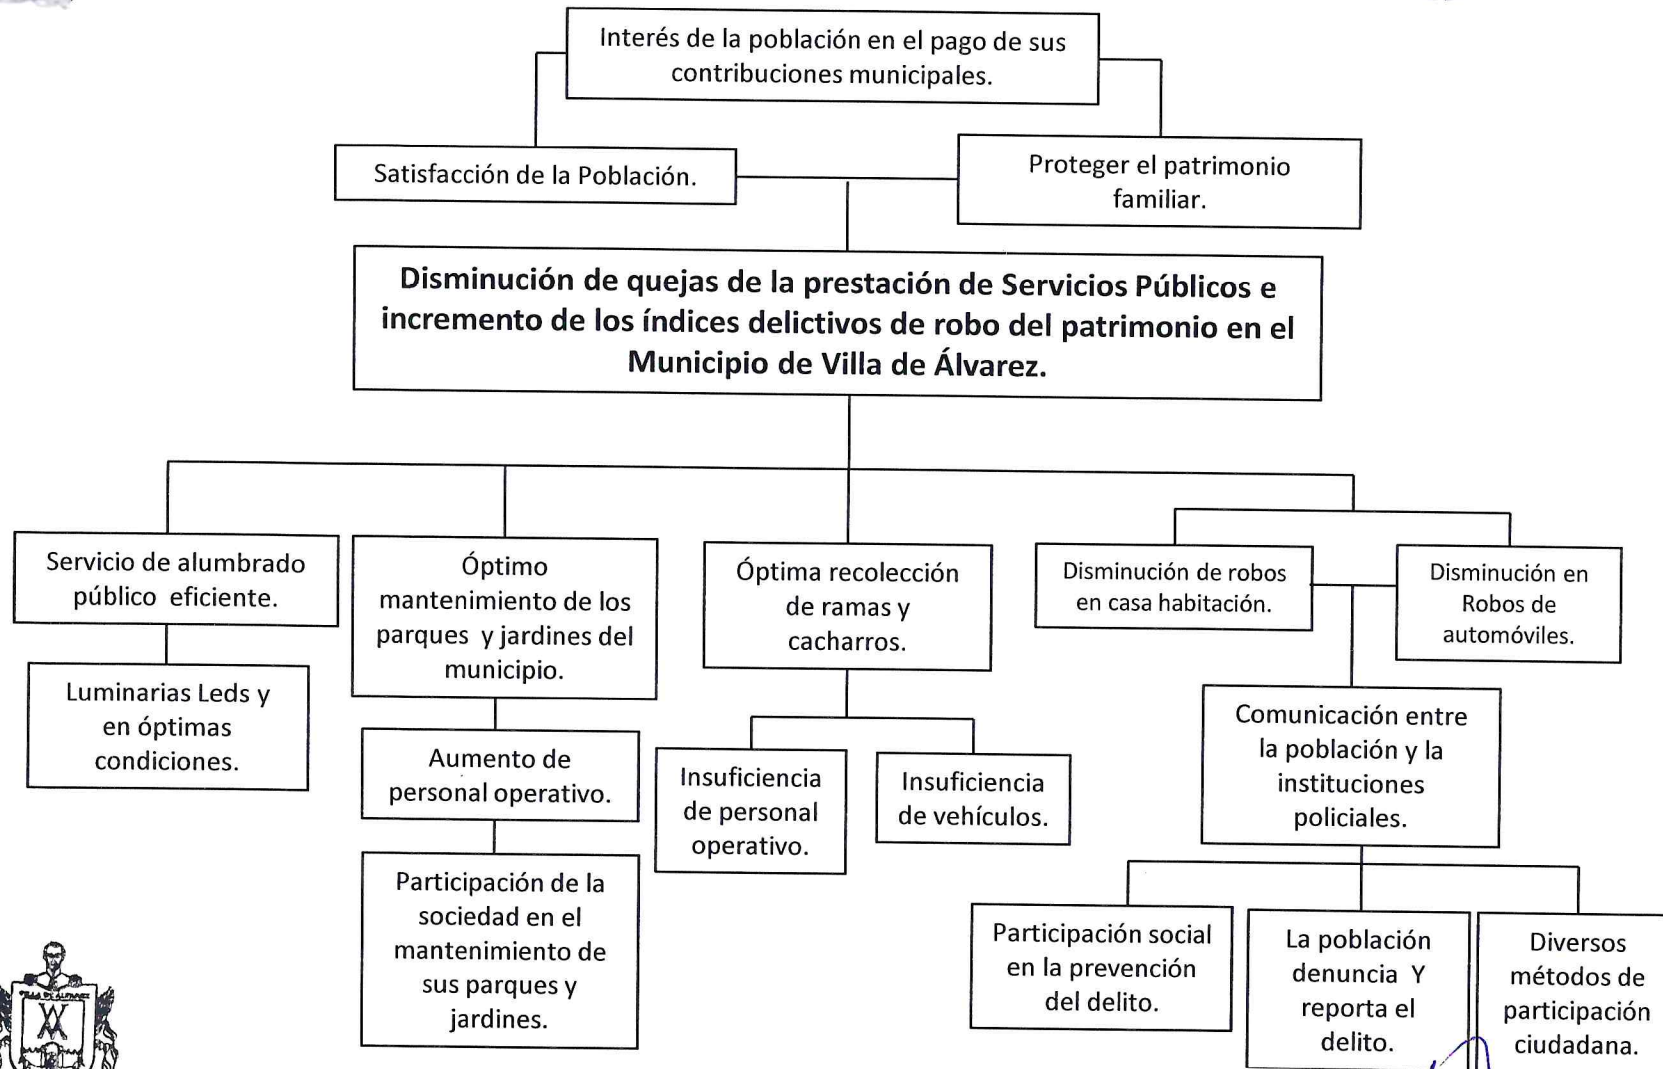 Interés de la población en el pago de sus
contribuciones municipales.
Satisfacción de la Población.
Proteger el patrimonio
familiar.
Disminución de quejas de la prestación de Servicios Públicos e
incremento de los índices delictivos de robo del patrimonio en el
Municipio de Villa de Álvarez.
Servicio de alumbrado
público eficiente.
Luminarias Leds y
en óptimas
condiciones.
Óptimo
mantenimiento de los
parques y jardines del
municipio.
Aumento de
personal operativo.
Participación de la
sociedad en el
mantenimiento de
sus parques y
jardines.
Óptima recolección
de ramas y
cacharros.
Insuficiencia
de personal
operativo.
Insuficiencia
de vehículos.
Disminución de robos
en casa habitación.
Disminución en
Robos de
automóviles.
Comunicación entre
la población y la
instituciones
policiales.
Participación social
en la prevención
del delito.
La población
denuncia Y
reporta el
delito.
Diversos
métodos de
participación
ciudadana.
VILLA DE ALVAREZ